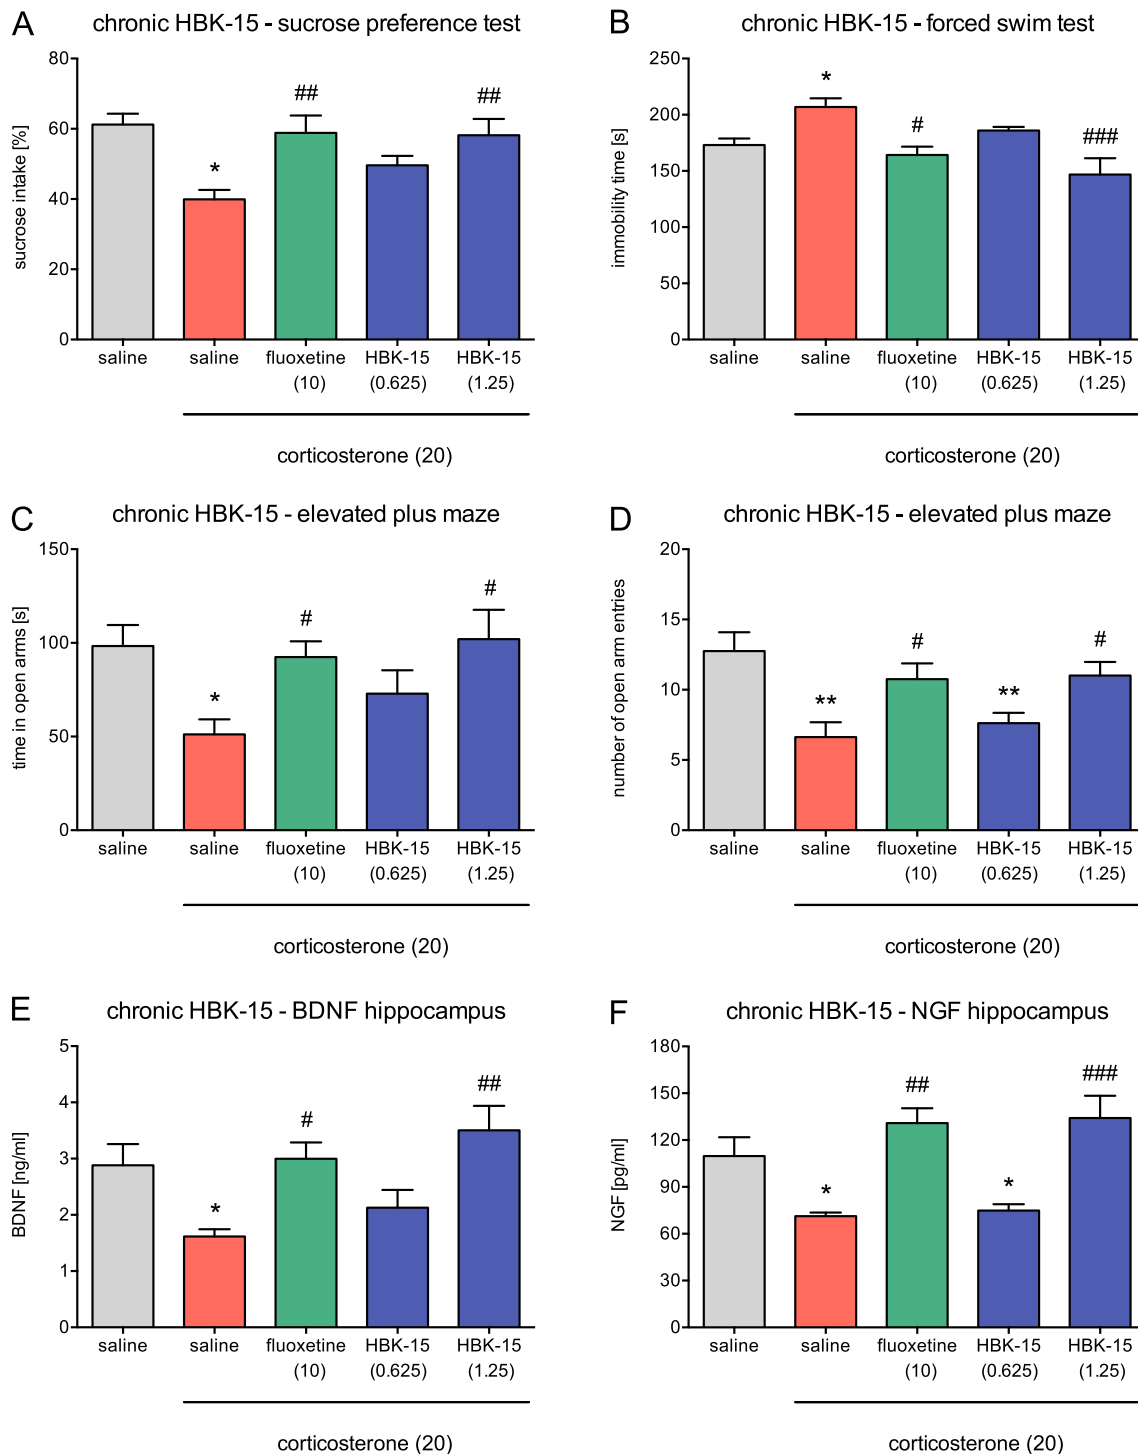 A chronic HBK-15 - sucrose preference test
80
60
40
20
0
sucrose intake [%]
*
##
##
saline saline fluoxetine HBK-15 HBK-15
(10) (0.625) (1.25)
corticosterone (20)
B chronic HBK-15 - forced swim test
250
200
150
100
50
0
immobility time [s]
*
#
###
saline saline fluoxetine HBK-15 HBK-15
(10) (0.625) (1.25)
corticosterone (20)
C chronic HBK-15 - elevated plus maze
150
100
50
0
time in open arms [s]
*
#
#
saline saline fluoxetine HBK-15 HBK-15
(10) (0.625) (1.25)
corticosterone (20)
D chronic HBK-15 - elevated plus maze
20
15
10
5
0
number of open arm entries
**
#
**
#
saline saline fluoxetine HBK-15 HBK-15
(10) (0.625) (1.25)
corticosterone (20)
E chronic HBK-15 - BDNF hippocampus
5
4
3
2
1
0
BDNF [ng/ml]
*
#
##
saline saline fluoxetine HBK-15 HBK-15
(10) (0.625) (1.25)
corticosterone (20)
F chronic HBK-15 - NGF hippocampus
180
150
120
90
60
30
0
NGF [pg/ml]
*
##
*
###
saline saline fluoxetine HBK-15 HBK-15
(10) (0.625) (1.25)
corticosterone (20)